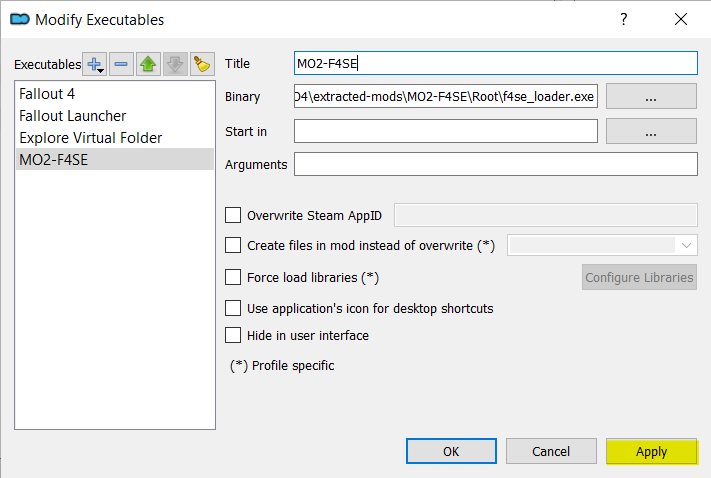 Modify Executables
Executables
Fallout 4
Fallout Launcher
Explore Virtual Folder
MO2-F4SE
Title MO2-F4SE
Binary O4\extracted-mods\MO2-F4SE\Root\f4se_loader.exe ...
Start in ...
Arguments
Overwrite Steam AppID
Create files in mod instead of overwrite (*)
Force load libraries (*) Configure Libraries
Use application's icon for desktop shortcuts
Hide in user interface
(*) Profile specific
OK Cancel Apply